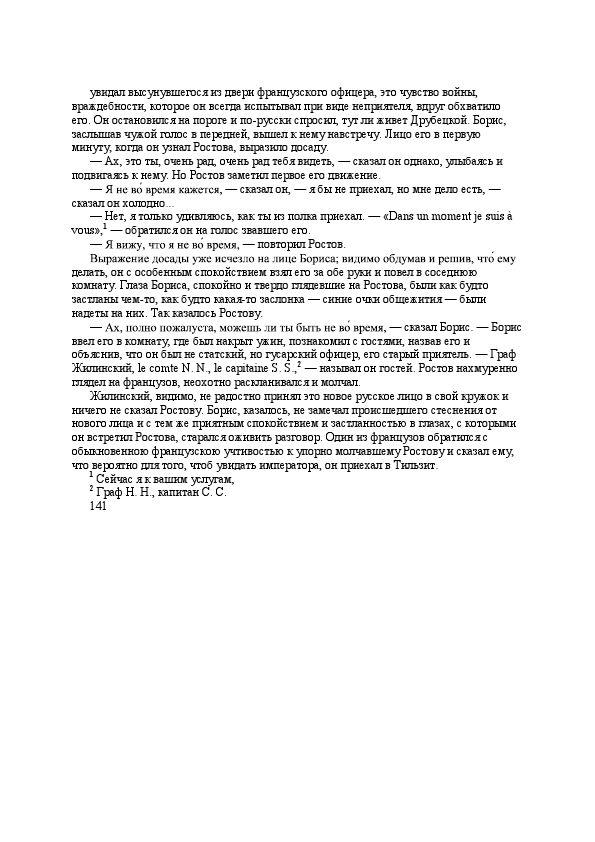 увидал высунувшегося из двери французского офицера, это чувство войны,
враждебности, которое он всегда испытывал при виде неприятеля, вдруг обхватило
его. Он остановился на пороге и по-русски спросил, тут ли живет Друбецкой. Борис,
заслышав чужой голос в передней, вышел к нему навстречу. Лицо его в первую
минуту, когда он узнал Ростова, выразило досаду.
— Ах, это ты, очень рад, очень рад тебя видеть, — сказал он однако, улыбаясь и
подвигаясь к нему. Но Ростов заметил первое его движение.
— Я не во́ время кажется, — сказал он, — я бы не приехал, но мне дело есть, —
сказал он холодно...
— Нет, я только удивляюсь, как ты из полка приехал. — «Dans un moment je suis à
vous»,¹ — обратился он на голос звавшего его.
— Я вижу, что я не во́ время, — повторил Ростов.
Выражение досады уже исчезло на лице Бориса; видимо обдумав и решив, что́ ему
делать, он с особенным спокойствием взял его за обе руки и повел в соседнюю
комнату. Глаза Бориса, спокойно и твердо глядевшие на Ростова, были как будто
застланы чем-то, как будто какая-то заслонка — синие очки общежития — были
надеты на них. Так казалось Ростову.
— Ах, полно пожалуста, можешь ли ты быть не во́ время, — сказал Борис. — Борис
ввел его в комнату, где был накрыт ужин, познакомил с гостями, назвав его и
объяснив, что он был не статский, но гусарский офицер, его старый приятель. — Граф
Жилинский, le comte N. N., le capitaine S. S.,² — называл он гостей. Ростов нахмуренно
глядел на французов, неохотно раскланивался и молчал.
Жилинский, видимо, не радостно принял это новое русское лицо в свой кружок и
ничего не сказал Ростову. Борис, казалось, не замечал происшедшего стеснения от
нового лица и с тем же приятным спокойствием и застланностью в глазах, с которыми
он встретил Ростова, старался оживить разговор. Один из французов обратился с
обыкновенною французскою учтивостью к упорно молчавшему Ростову и сказал ему,
что вероятно для того, чтоб увидать императора, он приехал в Тильзит.
¹ Сейчас я к вашим услугам,
² Граф Н. Н., капитан С. С.
141